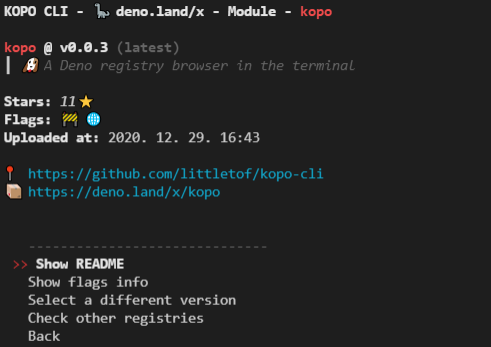 KOPO CLI - 🦕 deno.land/x - Module - kopo
kopo @ v0.0.3 (latest)
A Deno registry browser in the terminal
Stars: 11⭐
Flags: 🚧 🌐
Uploaded at: 2020. 12. 29. 16:43
📍 https://github.com/littletof/kopo-cli
📦 https://deno.land/x/kopo
------------------------------
>> Show README
Show flags info
Select a different version
Check other registries
Back